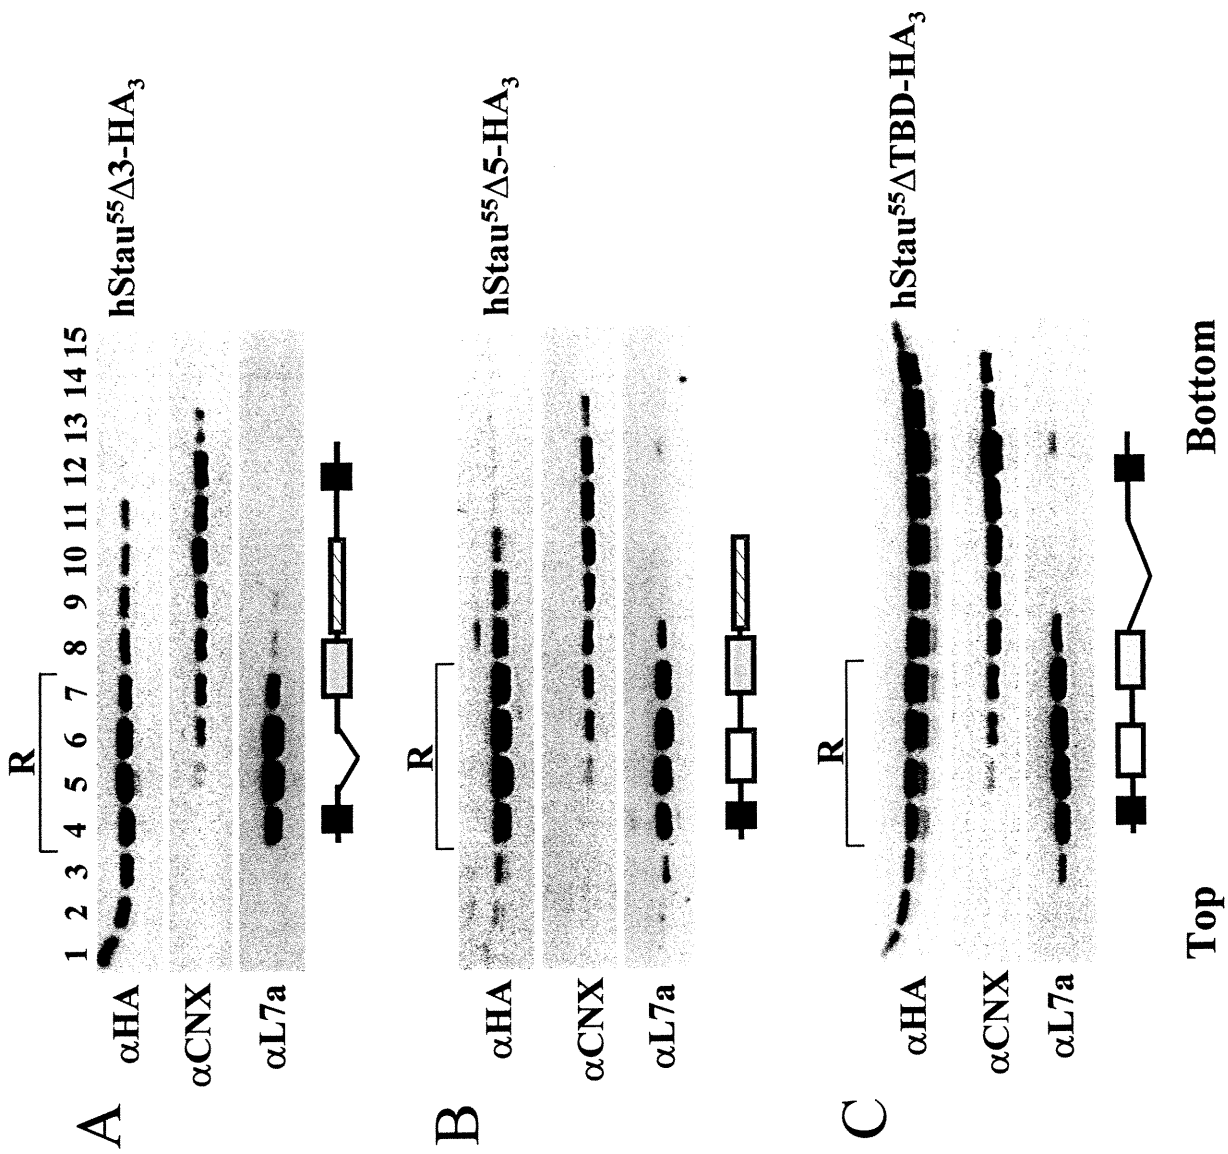 A
hStau⁵⁵Δ3-HA₃
R
1 2 3 4 5 6 7 8 9 10 11 12 13 14 15
αHA
αCNX
αL7a
B
hStau⁵⁵Δ5-HA₃
R
αHA
αCNX
αL7a
C
hStau⁵⁵ΔTBD-HA₃
R
αHA
αCNX
αL7a
Top Bottom